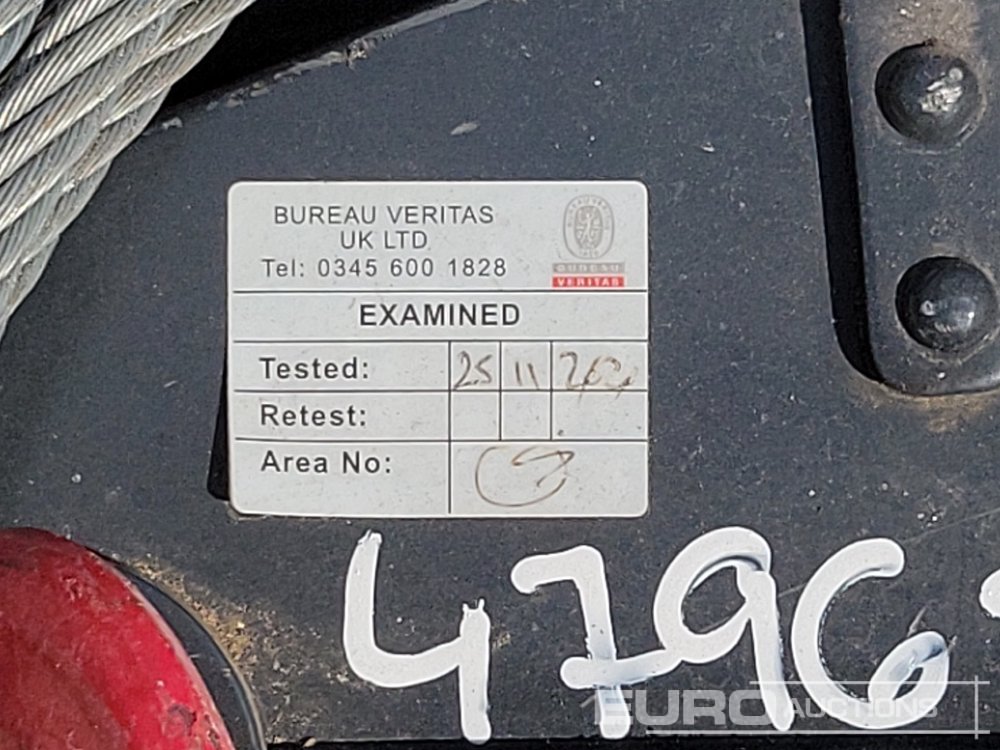 BUREAU VERITAS
UK LTD
Tel: 0345 600 1828
BUREAU
VERITAS
EXAMINED
Tested: 25 11
Retest:
Area No:
4796
EURO AUCTIONS